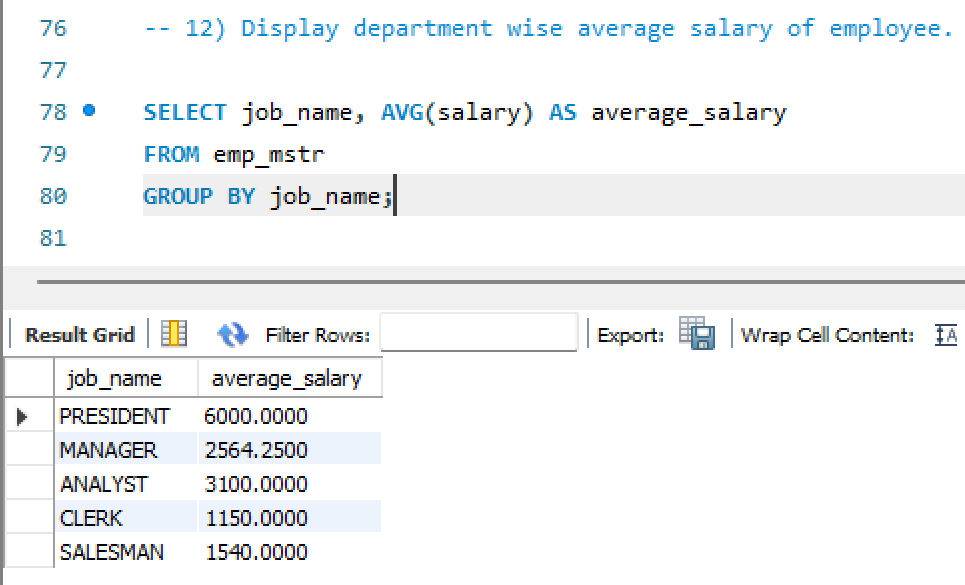 76 -- 12) Display department wise average salary of employee.
77
78 SELECT job_name, AVG(salary) AS average_salary
79 FROM emp_mstr
80 GROUP BY job_name;
81
Result Grid Filter Rows: Export: Wrap Cell Content: IA
job_name average_salary
PRESIDENT 6000.0000
MANAGER 2564.2500
ANALYST 3100.0000
CLERK 1150.0000
SALESMAN 1540.0000